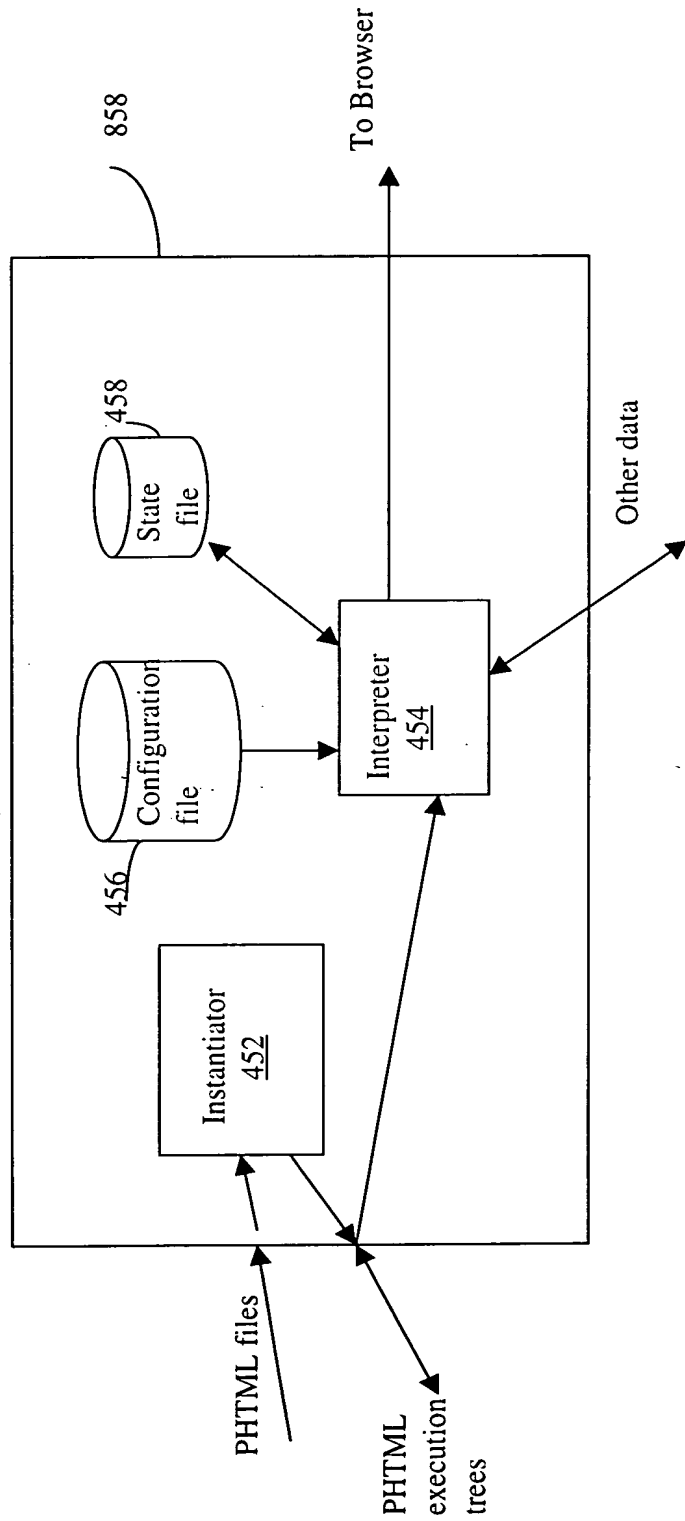 858
To Browser
458
State
file
Configuration
file
456
Instantiator
452
Interpreter
454
PHTML files
PHTML
execution
trees
Other data